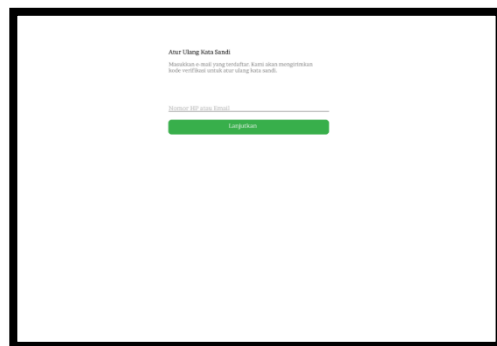 Atur Ulang Kata Sandi
Masukkan e-mail yang terdaftar. Kami akan mengirimkan
kode verifikasi untuk atur ulang kata sandi.
Nomor HP atau Email
Lanjutkan